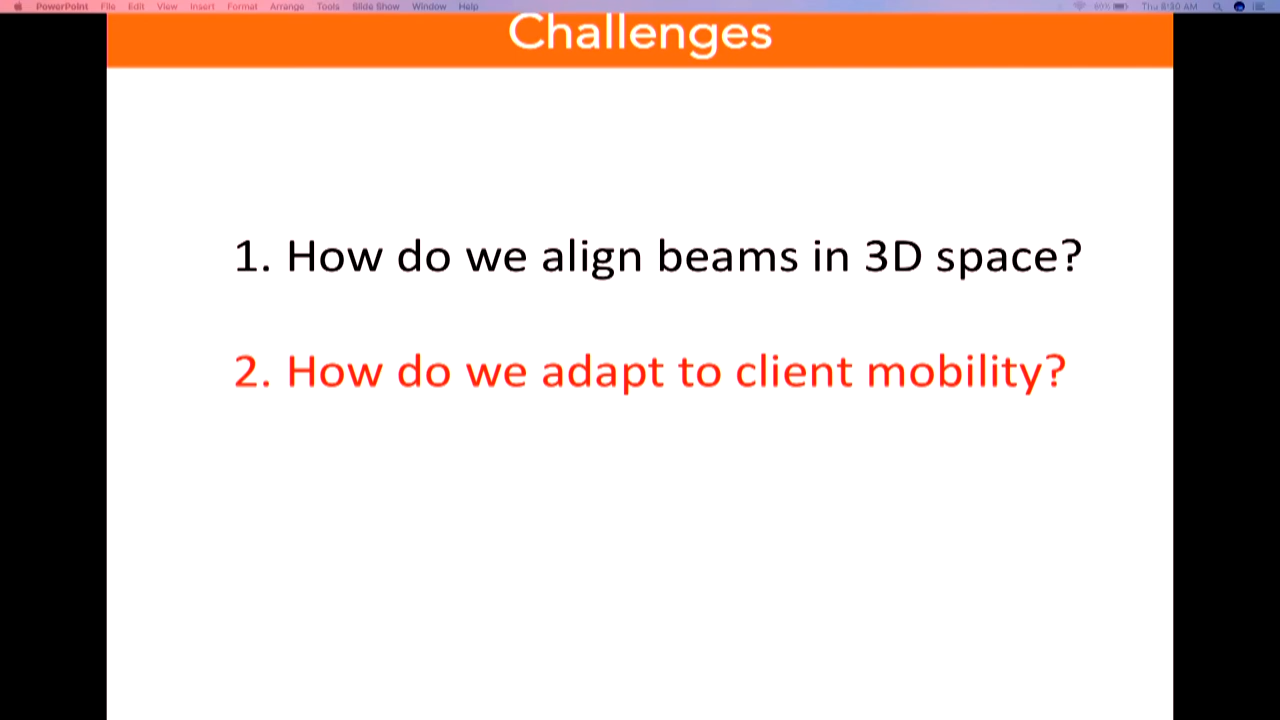 PowerPoint File Edit View Insert Format Arrange Tools Slide Show Window Help Thu 8:30 AM
Challenges
1. How do we align beams in 3D space?
2. How do we adapt to client mobility?